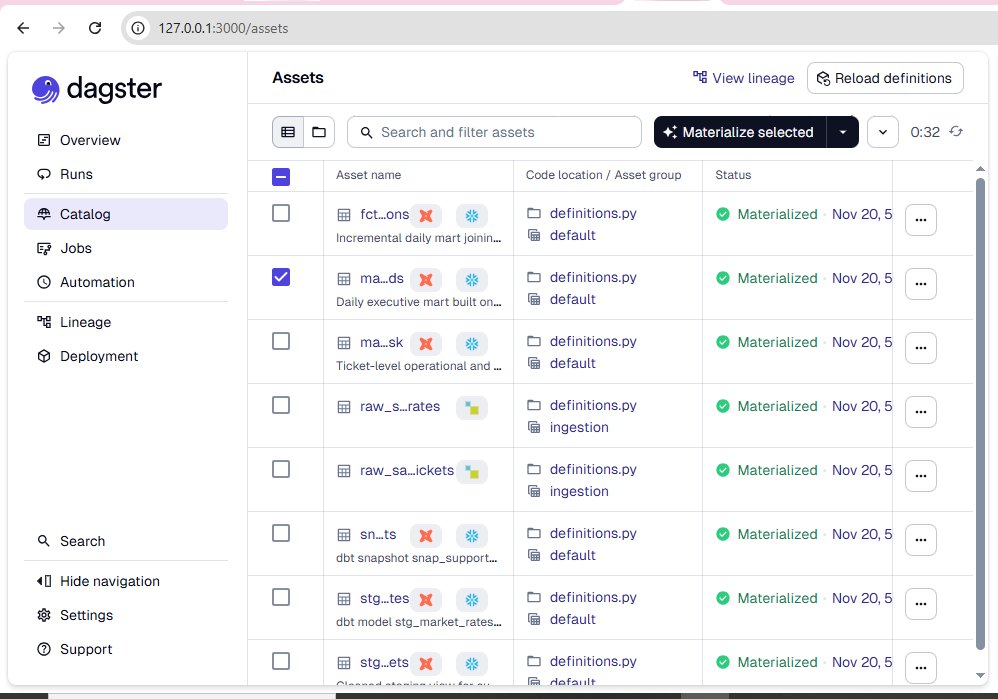 127.0.0.1:3000/assets
dagster
Overview
Runs
Catalog
Jobs
Automation
Lineage
Deployment
Search
Hide navigation
Settings
Support
Assets
View lineage
Reload definitions
Search and filter assets
Materialize selected
0:32
Asset name
Code location / Asset group
Status
fct...ons
Incremental daily mart joinin...
definitions.py
default
Materialized · Nov 20, 5
ma...ds
Daily executive mart built on...
definitions.py
default
Materialized · Nov 20, 5
ma...sk
Ticket-level operational and ...
definitions.py
default
Materialized · Nov 20, 5
raw_s...rates
definitions.py
ingestion
Materialized · Nov 20, 5
raw_sa...ickets
definitions.py
ingestion
Materialized · Nov 20, 5
sn...ts
dbt snapshot snap_support...
definitions.py
default
Materialized · Nov 20, 5
stg...tes
dbt model stg_market_rates...
definitions.py
default
Materialized · Nov 20, 5
stg...ets
Cleaned staging view for
definitions.py
default
Materialized · Nov 20, 5